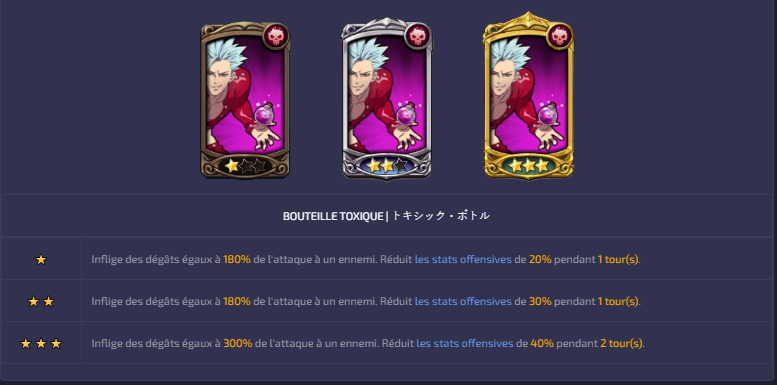 BOUTEILLE TOXIQUE | トキシック・ボトル
Inflige des dégâts égaux à 180% de l'attaque à un ennemi. Réduit les stats offensives de 20% pendant 1 tour(s).
Inflige des dégâts égaux à 180% de l'attaque à un ennemi. Réduit les stats offensives de 30% pendant 1 tour(s).
Inflige des dégâts égaux à 300% de l'attaque à un ennemi. Réduit les stats offensives de 40% pendant 2 tour(s).